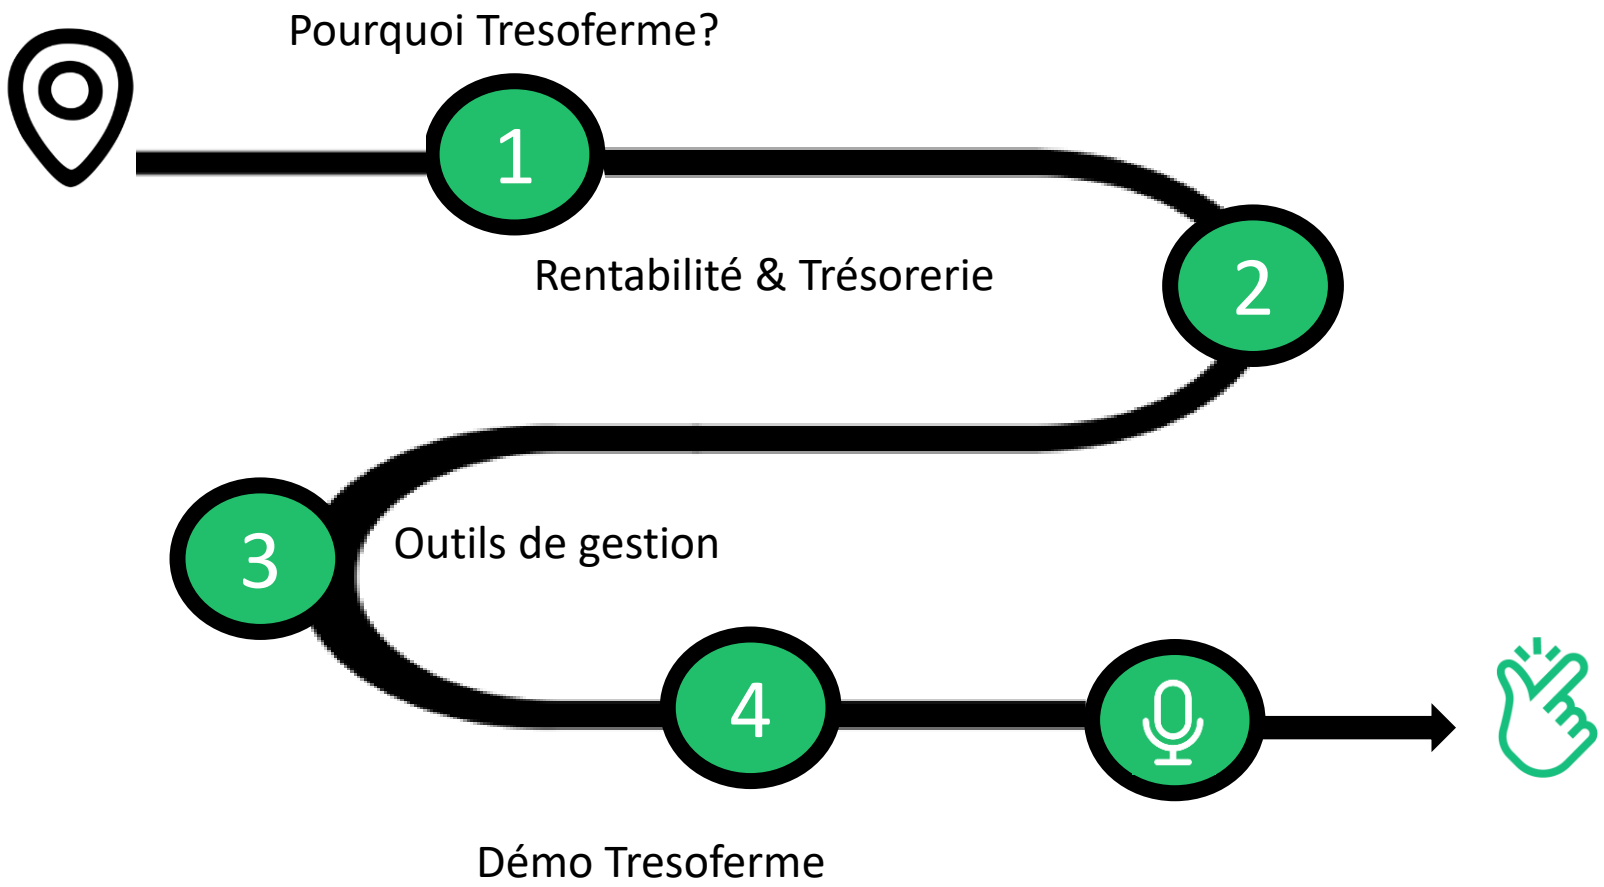 Pourquoi Tresoferme?
1
Rentabilité & Trésorerie
2
3
Outils de gestion
4
Démo Tresoferme